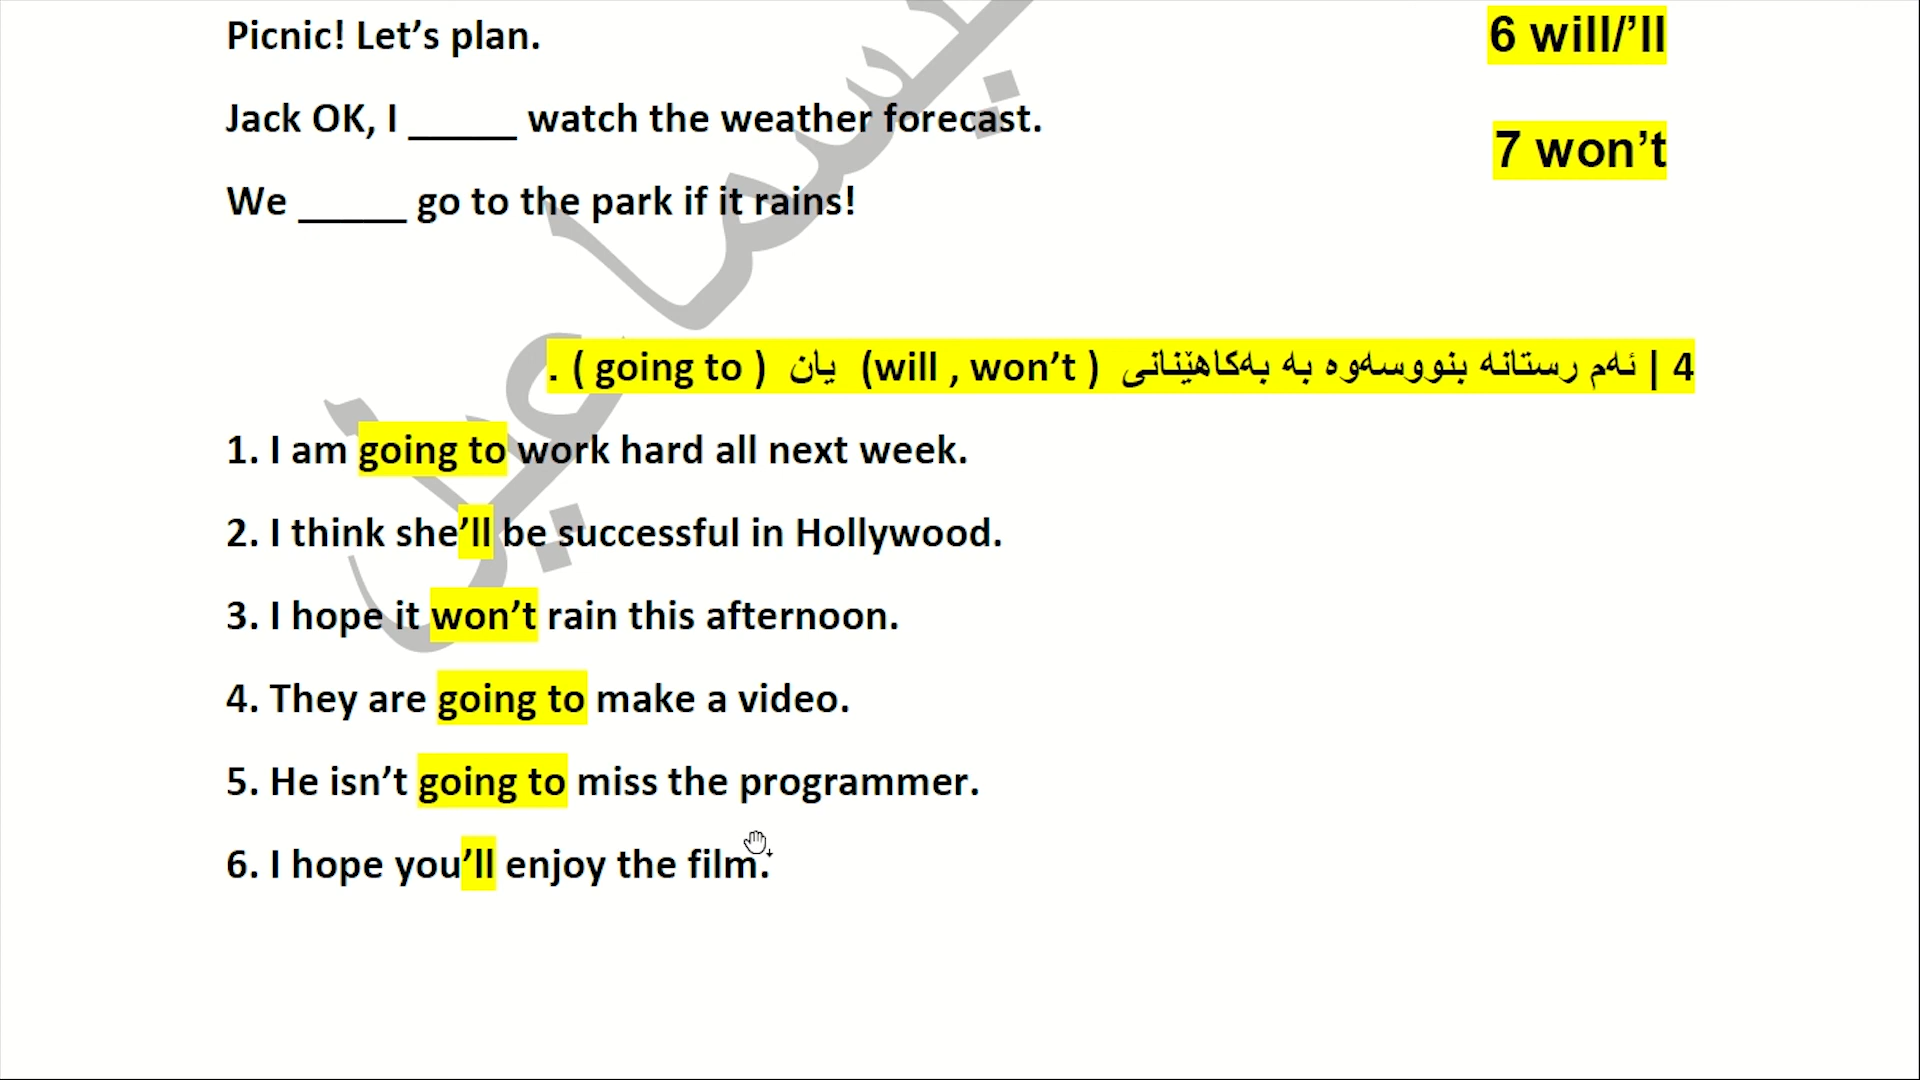 Picnic! Let’s plan.
6 will/’ll
Jack OK, I _____ watch the weather forecast.
7 won’t
We _____ go to the park if it rains!
4 | ئەم رستانە بنووسەوە بە بەکاهێنانی ( will , won’t) یان ( going to ) .
1. I am going to work hard all next week.
2. I think she’ll be successful in Hollywood.
3. I hope it won’t rain this afternoon.
4. They are going to make a video.
5. He isn’t going to miss the programmer.
6. I hope you’ll enjoy the film.